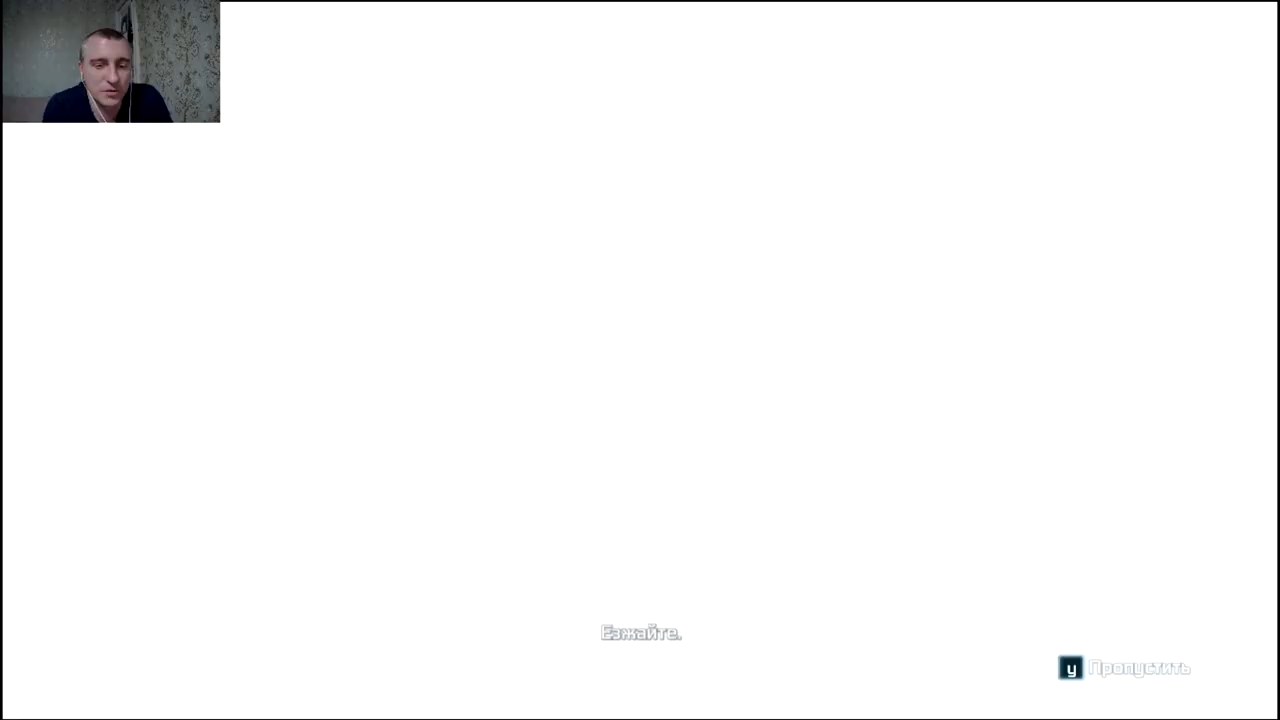 Езжайте.
у Пропустить